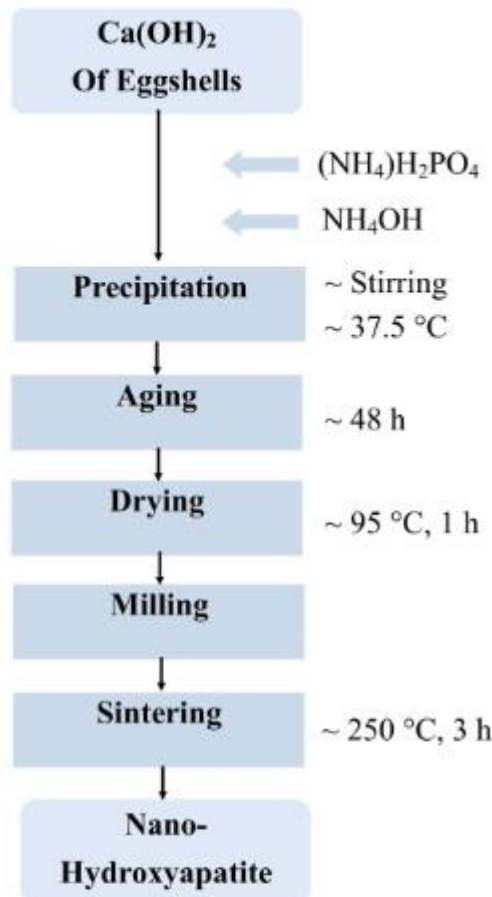 Ca(OH)₂
Of Eggshells
(NH₄)H₂PO₄
NH₄OH
Precipitation
~ Stirring
~ 37.5 °C
Aging
~ 48 h
Drying
~ 95 °C, 1 h
Milling
Sintering
~ 250 °C, 3 h
Nano-
Hydroxyapatite